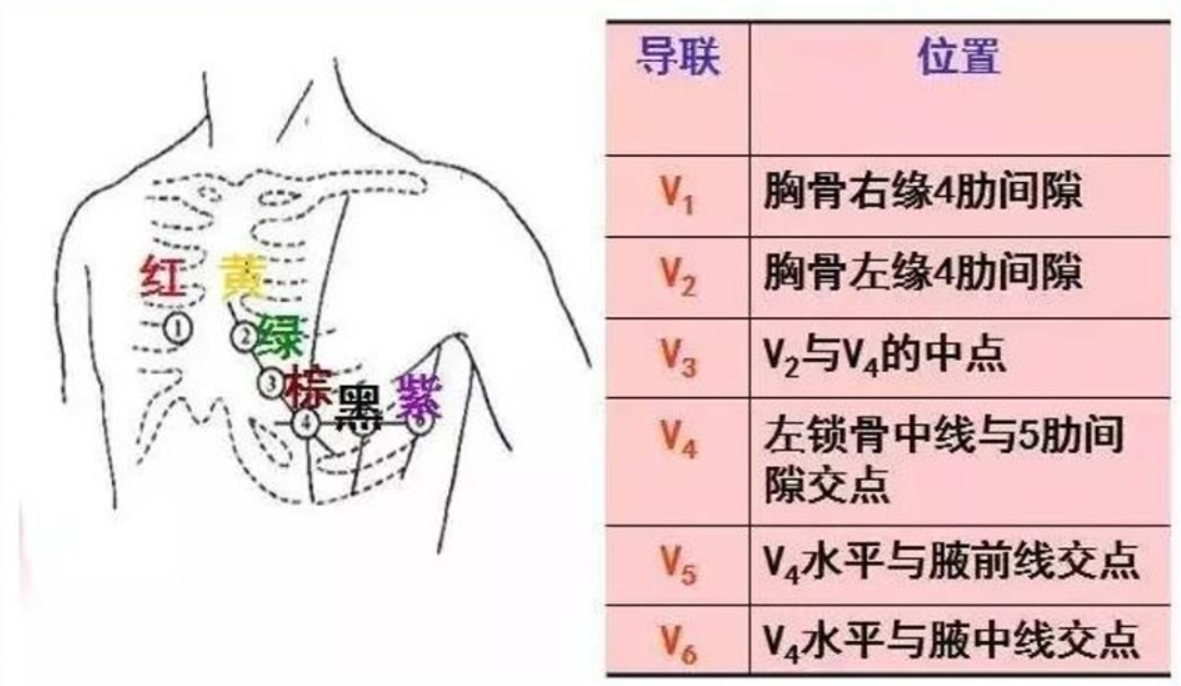 红 黄
① ② 绿
③ 棕 黑 紫
④ 6
导联 位置
V₁ 胸骨右缘4肋间隙
V₂ 胸骨左缘4肋间隙
V₃ V₂与V₄的中点
V₄ 左锁骨中线与5肋间
隙交点
V₅ V₄水平与腋前线交点
V₆ V₄水平与腋中线交点